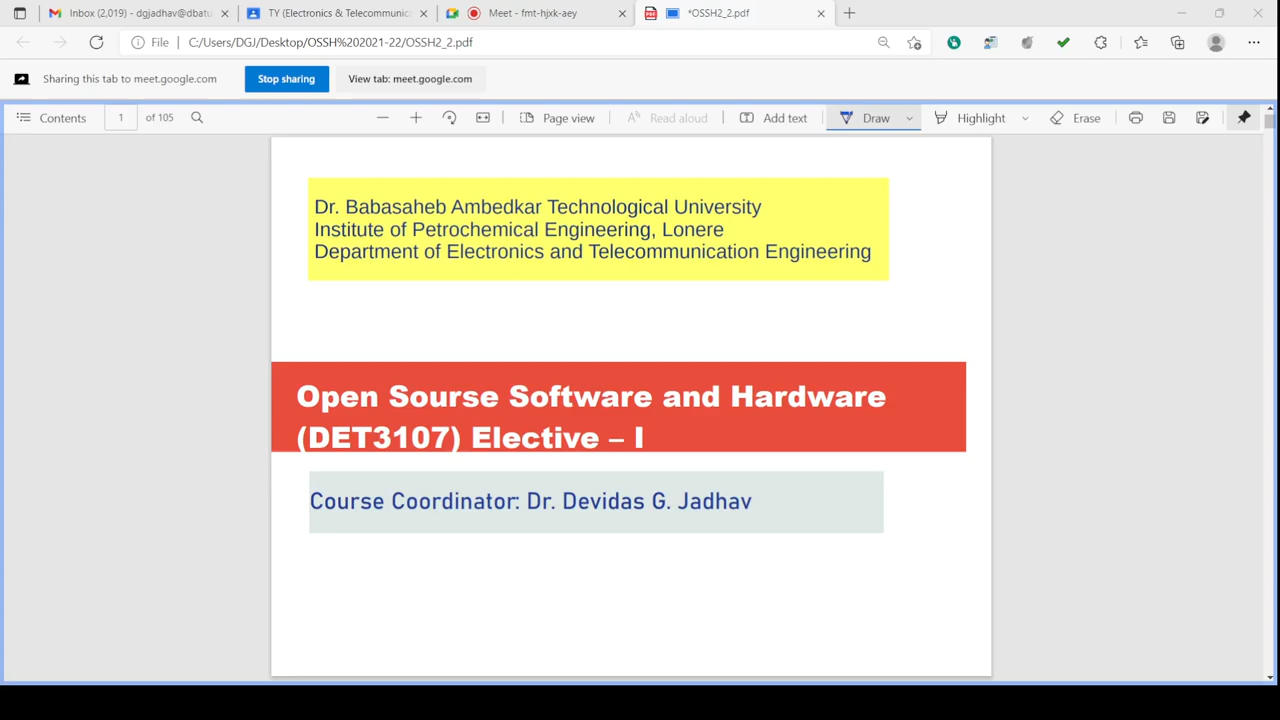 Inbox (2,019) - dgjadhav@dbatu
TY (Electronics & Telecommunica
Meet - fmt-hjxk-aey
*OSSH2_2.pdf
File C:/Users/DGJ/Desktop/OSSH%202021-22/OSSH2_2.pdf
Sharing this tab to meet.google.com Stop sharing View tab: meet.google.com
Contents 1 of 105 Page view Read aloud Add text Draw Highlight Erase
Dr. Babasaheb Ambedkar Technological University
Institute of Petrochemical Engineering, Lonere
Department of Electronics and Telecommunication Engineering
Open Sourse Software and Hardware
(DET3107) Elective – I
Course Coordinator: Dr. Devidas G. Jadhav